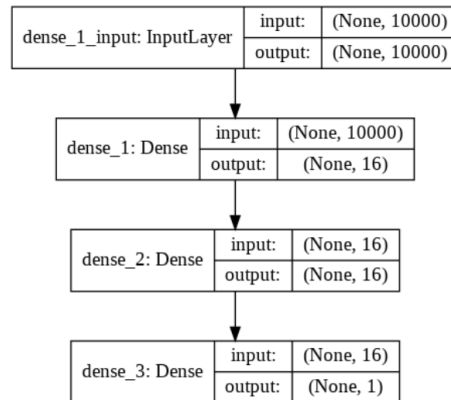 dense_1_input: InputLayer
input: (None, 10000)
output: (None, 10000)
dense_1: Dense
input: (None, 10000)
output: (None, 16)
dense_2: Dense
input: (None, 16)
output: (None, 16)
dense_3: Dense
input: (None, 16)
output: (None, 1)